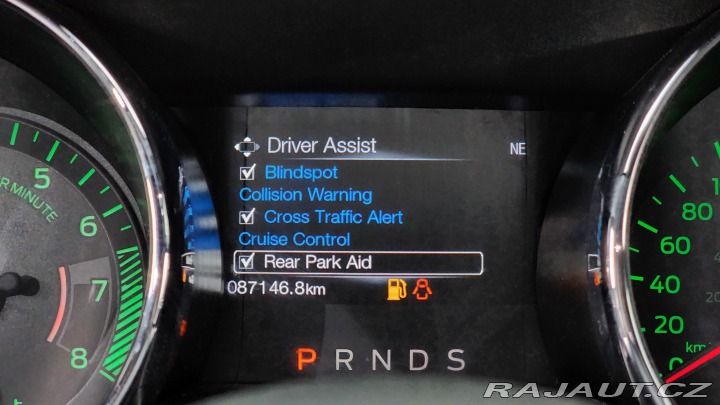 Driver Assist
NE
Blindspot
Collision Warning
Cross Traffic Alert
Cruise Control
Rear Park Aid
087146.8km
P R N D S
5
6
7
8
MINUTE
80
60
40
20
0
RAJAUT.CZ